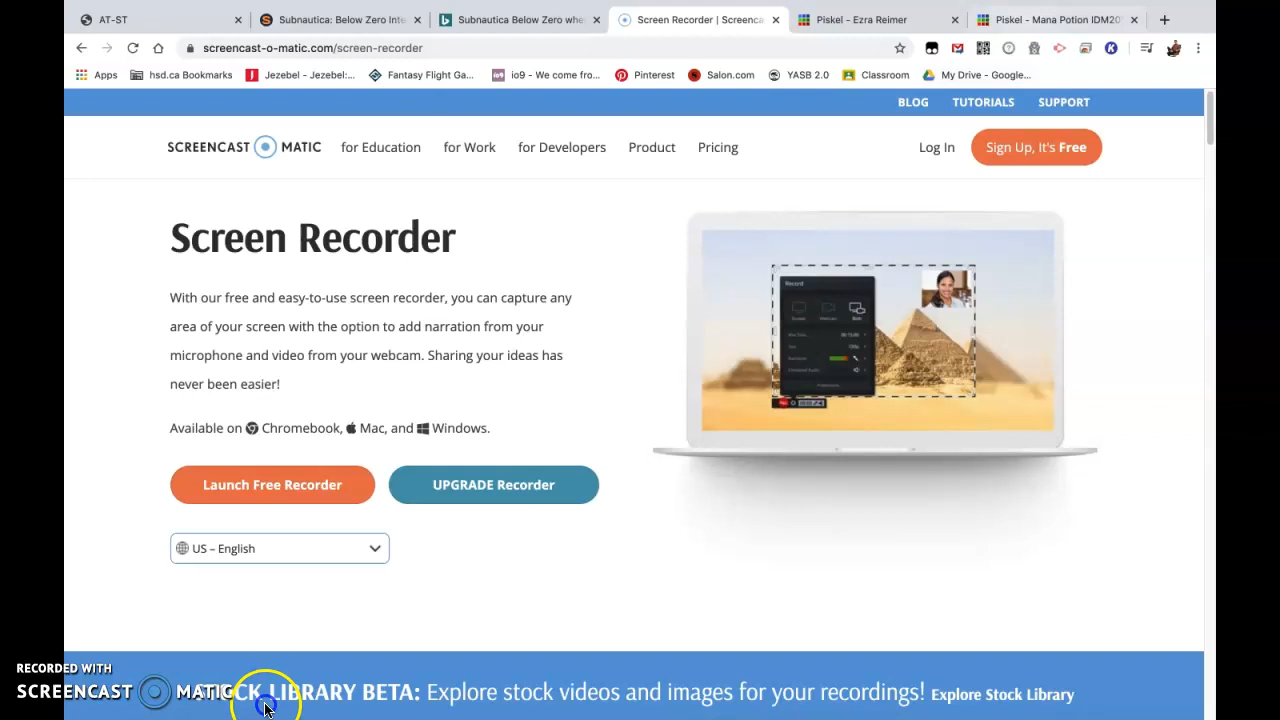 AT-ST
Subnautica: Below Zero Inte
Subnautica Below Zero whe
Screen Recorder | Screenca
Piskel - Ezra Reimer
Piskel - Mana Potion IDM20
screencast-o-matic.com/screen-recorder
Apps
hsd.ca Bookmarks
Jezebel - Jezebel:...
Fantasy Flight Ga...
io9 - We come fro...
Pinterest
Salon.com
YASB 2.0
Classroom
My Drive - Google...
BLOG TUTORIALS SUPPORT
SCREENCAST MATIC for Education for Work for Developers Product Pricing Log In Sign Up, It's Free
Screen Recorder
With our free and easy-to-use screen recorder, you can capture any
area of your screen with the option to add narration from your
microphone and video from your webcam. Sharing your ideas has
never been easier!
Available on Chromebook, Mac, and Windows.
Launch Free Recorder UPGRADE Recorder
US – English
Record
RECORDED WITH
SCREENCAST MATIC
LIBRARY BETA: Explore stock videos and images for your recordings! Explore Stock Library